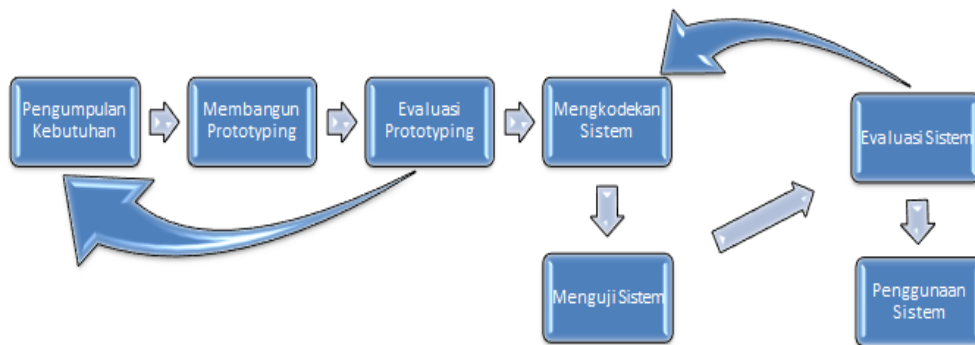 Pengumpulan
Kebutuhan
Membangun
Prototyping
Evaluasi
Prototyping
Mengkodekan
Sistem
Evaluasi Sistem
Menguji Sistem
Penggunaan
Sistem